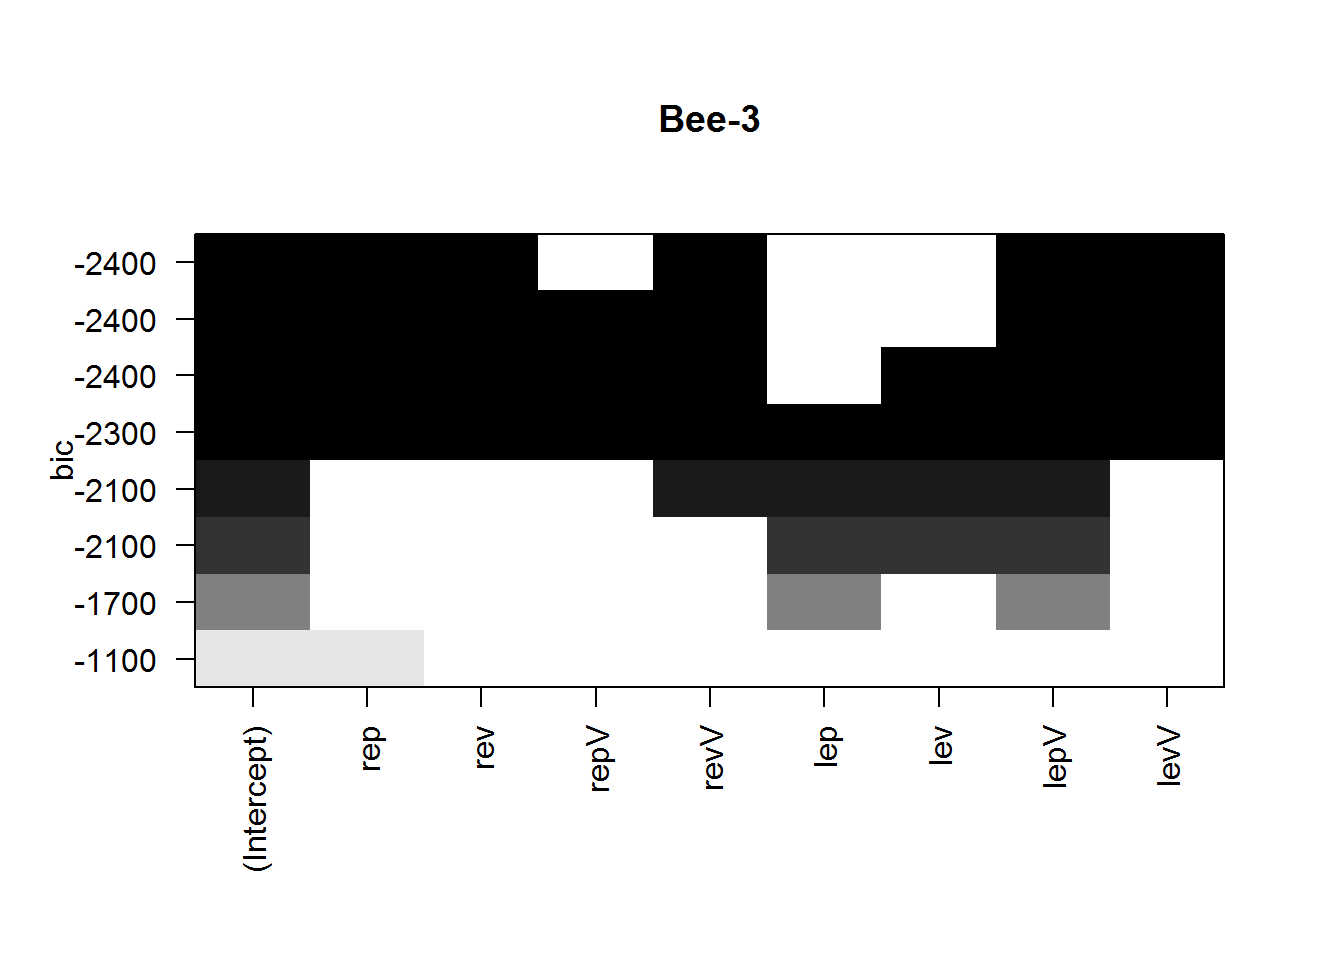 Bee-3
bic
-2400
-2400
-2400
-2300
-2100
-2100
-1700
-1100
(Intercept)
rep
rev
repV
revV
lep
lev
lepV
levV